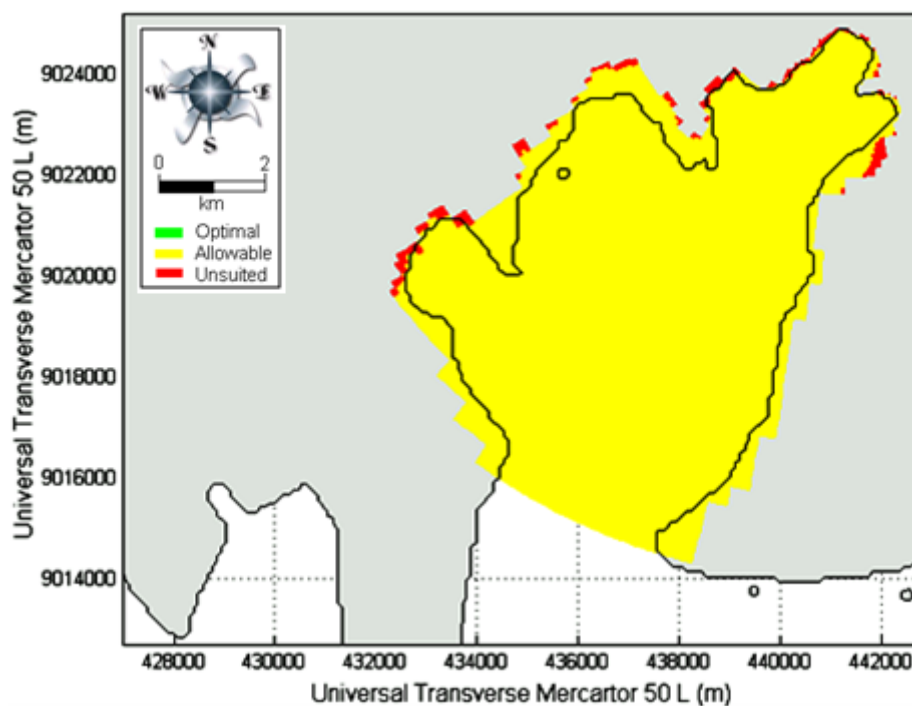 N
W E
S
0 2
km
Optimal
Allowable
Unsuited
Universal Transverse Mercartor 50 L (m)
9024000
9022000
9020000
9018000
9016000
9014000
428000 430000 432000 434000 436000 438000 440000 442000
Universal Transverse Mercartor 50 L (m)